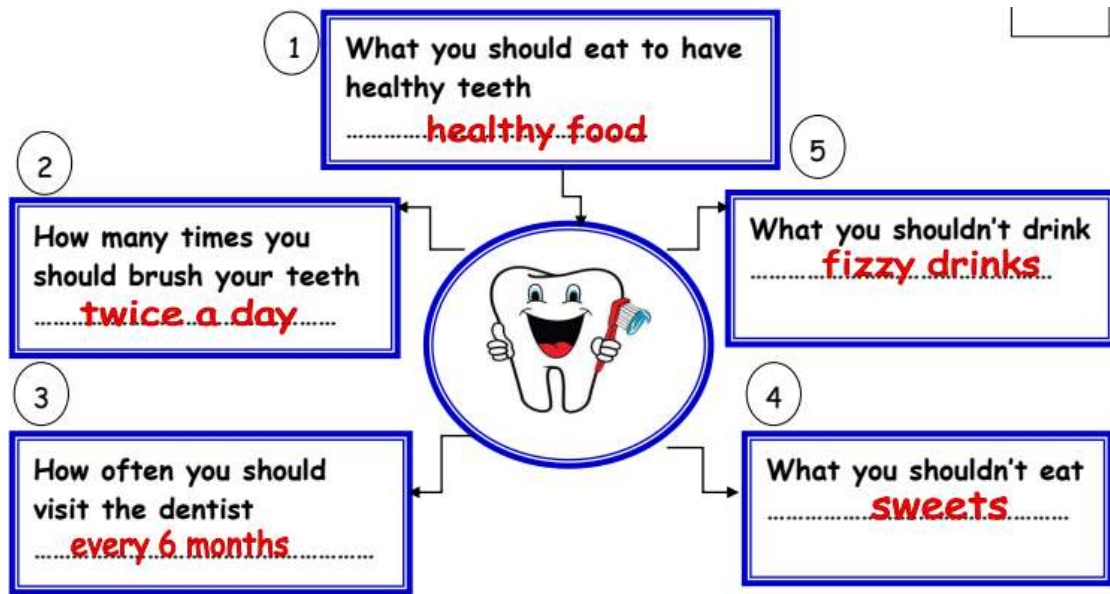 1
What you should eat to have
healthy teeth
healthy food
2
How many times you
should brush your teeth
twice a day
3
How often you should
visit the dentist
every 6 months
4
What you shouldn't eat
sweets
5
What you shouldn't drink
fizzy drinks